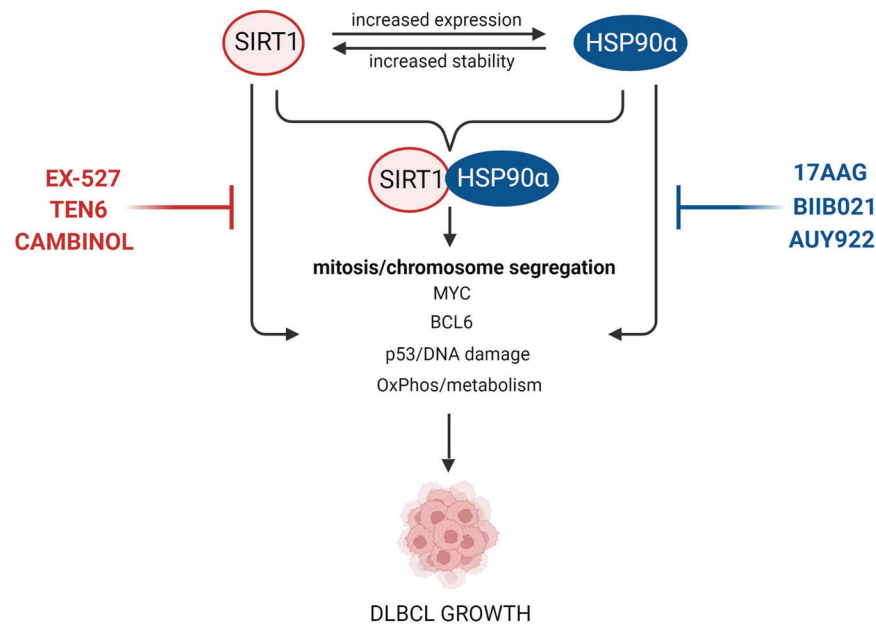 SIRT1
increased expression
increased stability
HSP90α
SIRT1
HSP90α
EX-527
TEN6
CAMBINOL
17AAG
BIIB021
AUY922
mitosis/chromosome segregation
MYC
BCL6
p53/DNA damage
OxPhos/metabolism
DLBCL GROWTH